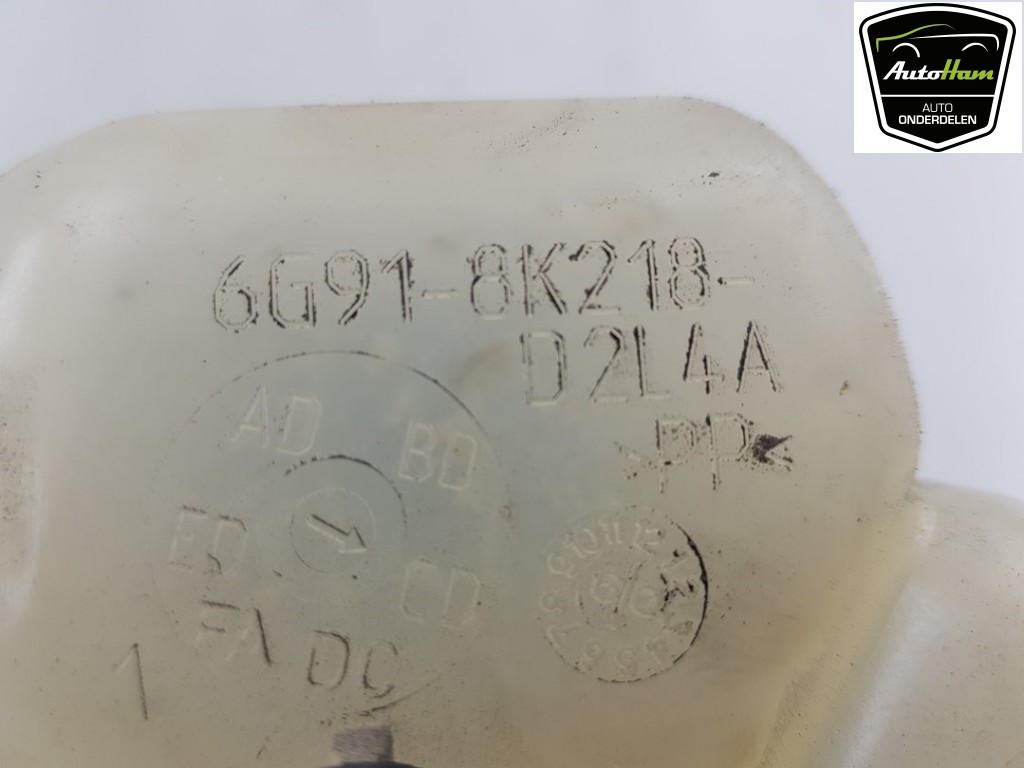 AutoHam
AUTO
ONDERDELEN
6G91-8K218-
D2L4A
>PP<
AD
BD
ED
CD
FA
DC
1